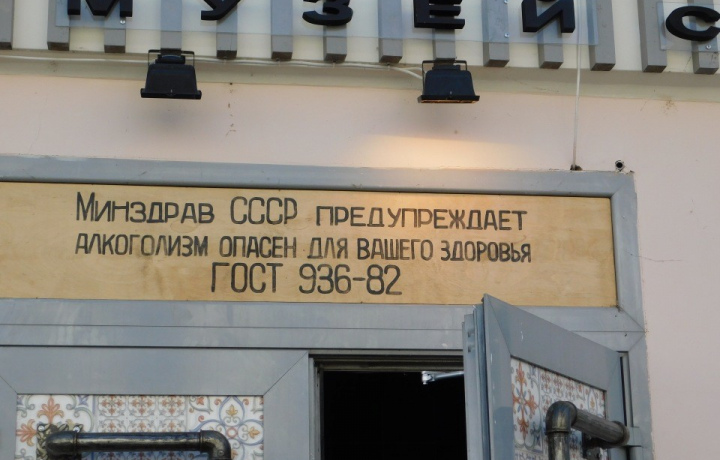 МУЗЕЙ С
МИНЗДРАВ СССР ПРЕДУПРЕЖДАЕТ
АЛКОГОЛИЗМ ОПАСЕН ДЛЯ ВАШЕГО ЗДОРОВЬЯ
ГОСТ 936-82